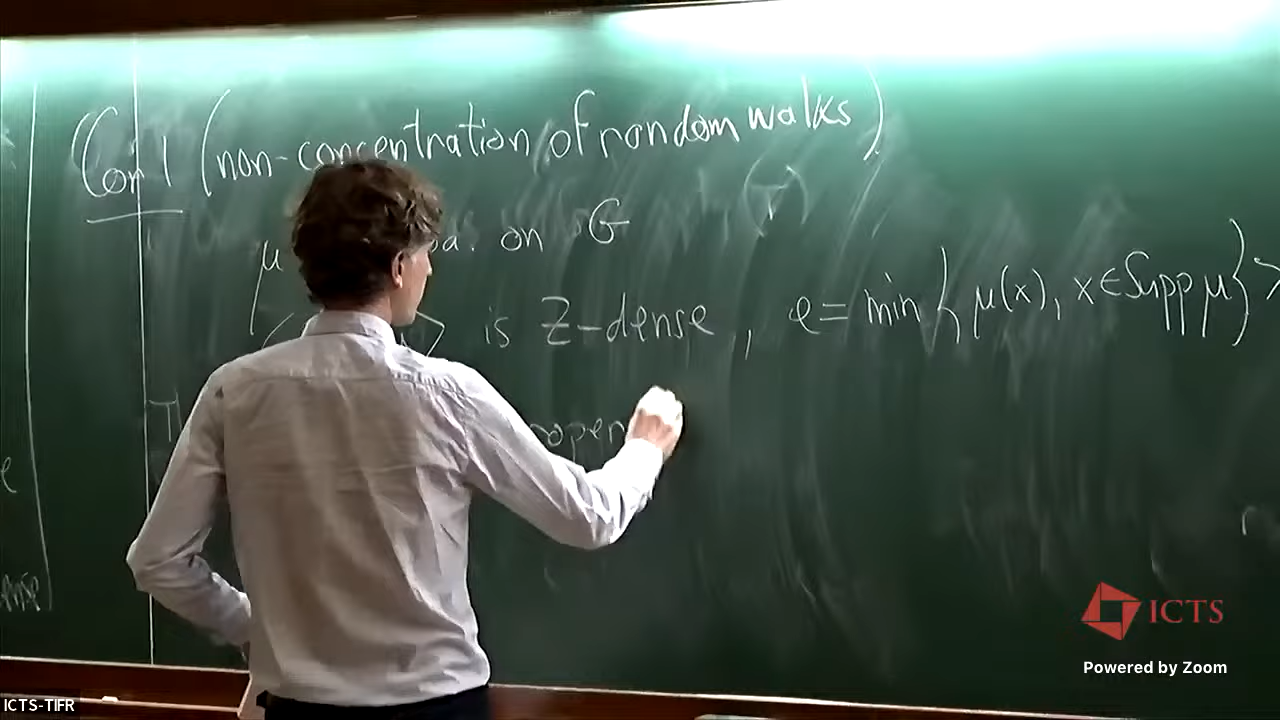 Cor 1 (non-concentration of random walks)
μ on G
is Z-dense, e = min { μ(x), x ∈ Supp μ } >
open
ICTS
Powered by Zoom
ICTS-TIFR